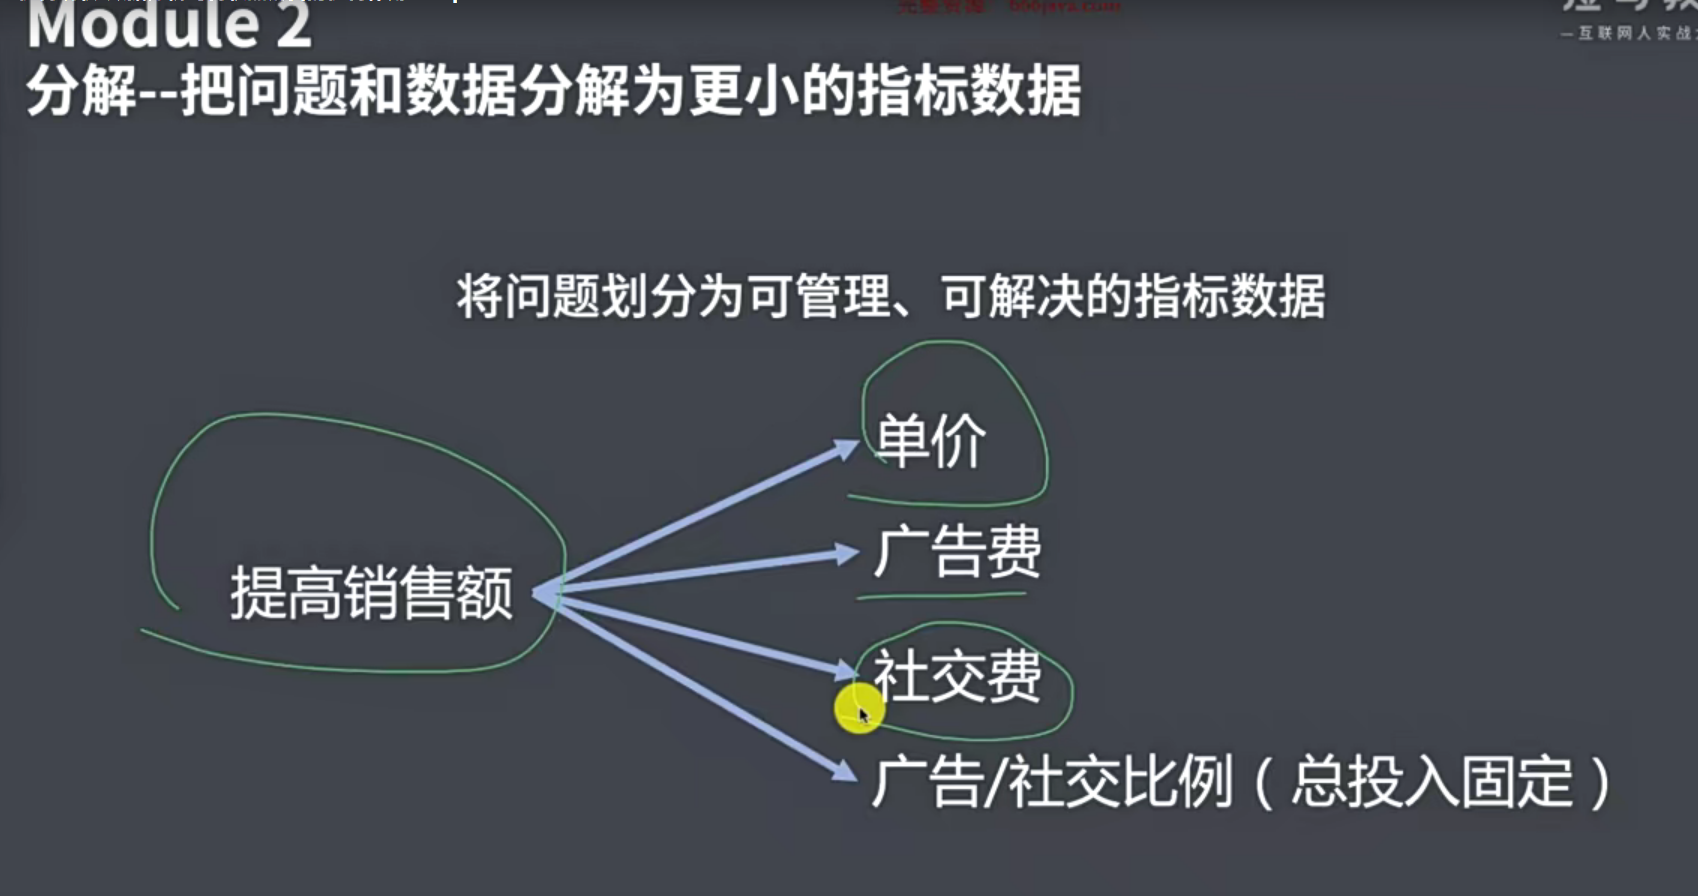 Module 2
分解--把问题和数据分解为更小的指标数据
—互联网人实战
将问题划分为可管理、可解决的指标数据
单价
广告费
提高销售额
社交费
广告/社交比例（总投入固定）